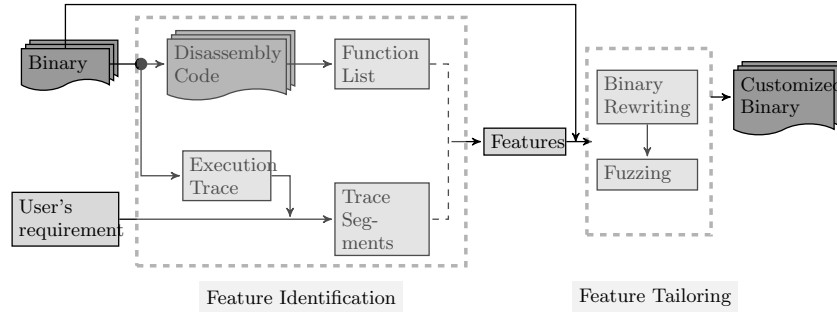 Binary
Disassembly
Code
Function
List
Execution
Trace
User's
requirement
Trace
Seg-
ments
Features
Binary
Rewriting
Fuzzing
Customized
Binary
Feature Identification
Feature Tailoring